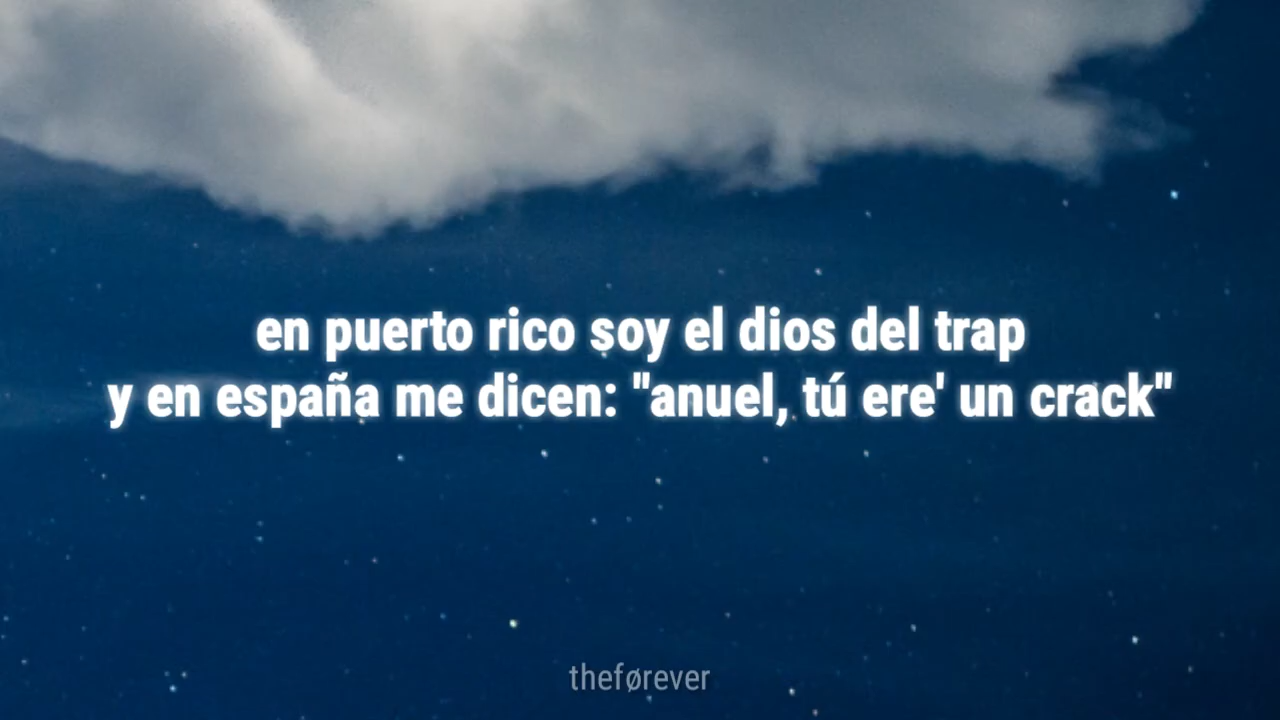 en puerto rico soy el dios del trap
y en españa me dicen: "anuel, tú ere' un crack"
theførever